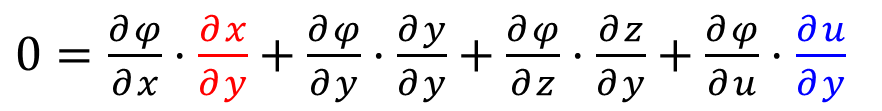 0 = ∂φ/∂x · ∂x/∂y + ∂φ/∂y · ∂y/∂y + ∂φ/∂z · ∂z/∂y + ∂φ/∂u · ∂u/∂y